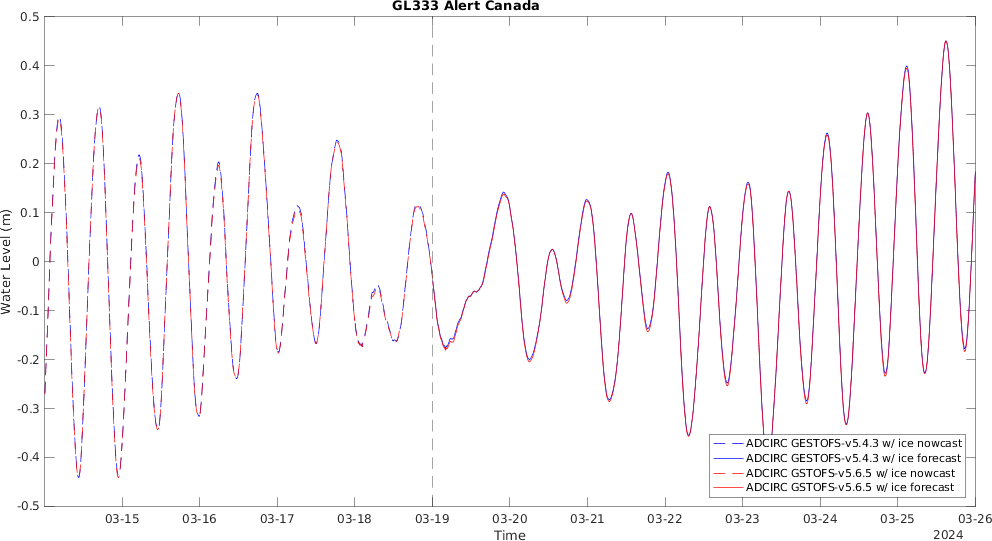 GL333 Alert Canada
0.5
0.4
0.3
0.2
0.1
0
-0.1
-0.2
-0.3
-0.4
-0.5
Water Level (m)
ADCIRC GESTOFS-v5.4.3 w/ ice nowcast
ADCIRC GESTOFS-v5.4.3 w/ ice forecast
ADCIRC GSTOFS-v5.6.5 w/ ice nowcast
ADCIRC GSTOFS-v5.6.5 w/ ice forecast
03-15 03-16 03-17 03-18 03-19 03-20 03-21 03-22 03-23 03-24 03-25 03-26
Time
2024